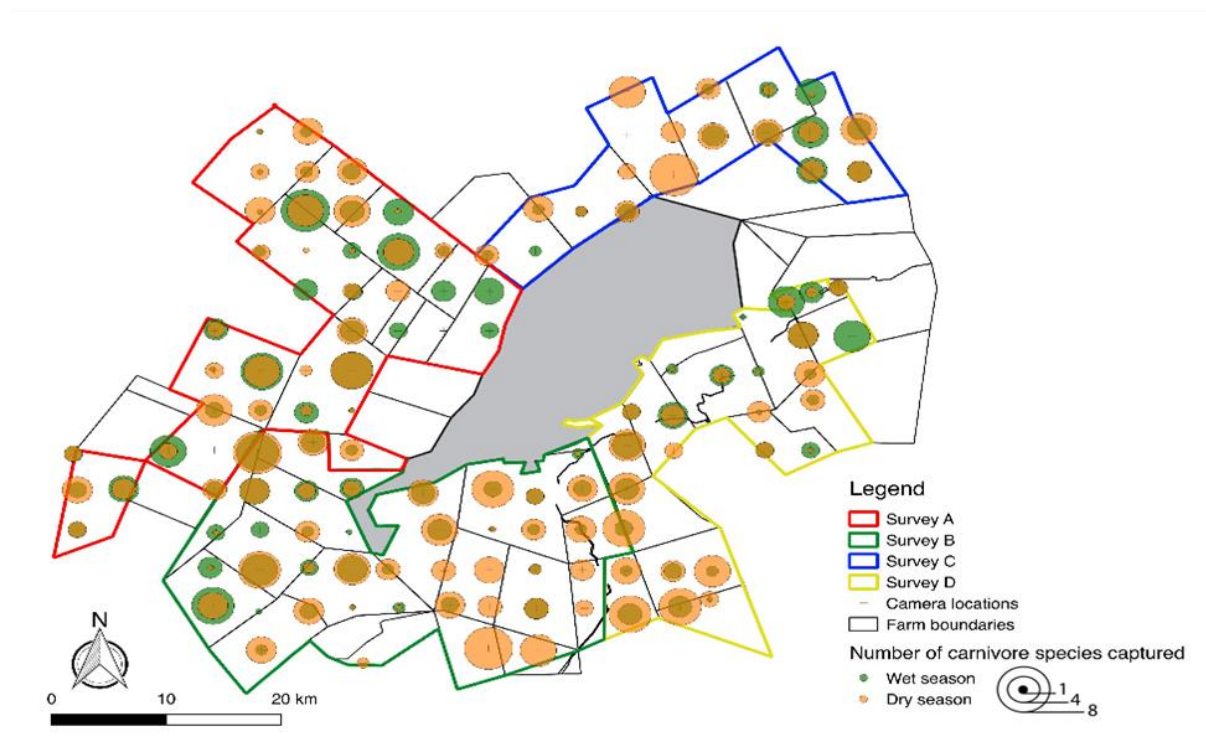 Legend
Survey A
Survey B
Survey C
Survey D
Camera locations
Farm boundaries
Number of carnivore species captured
Wet season
Dry season
1
4
8
N
0 10 20 km